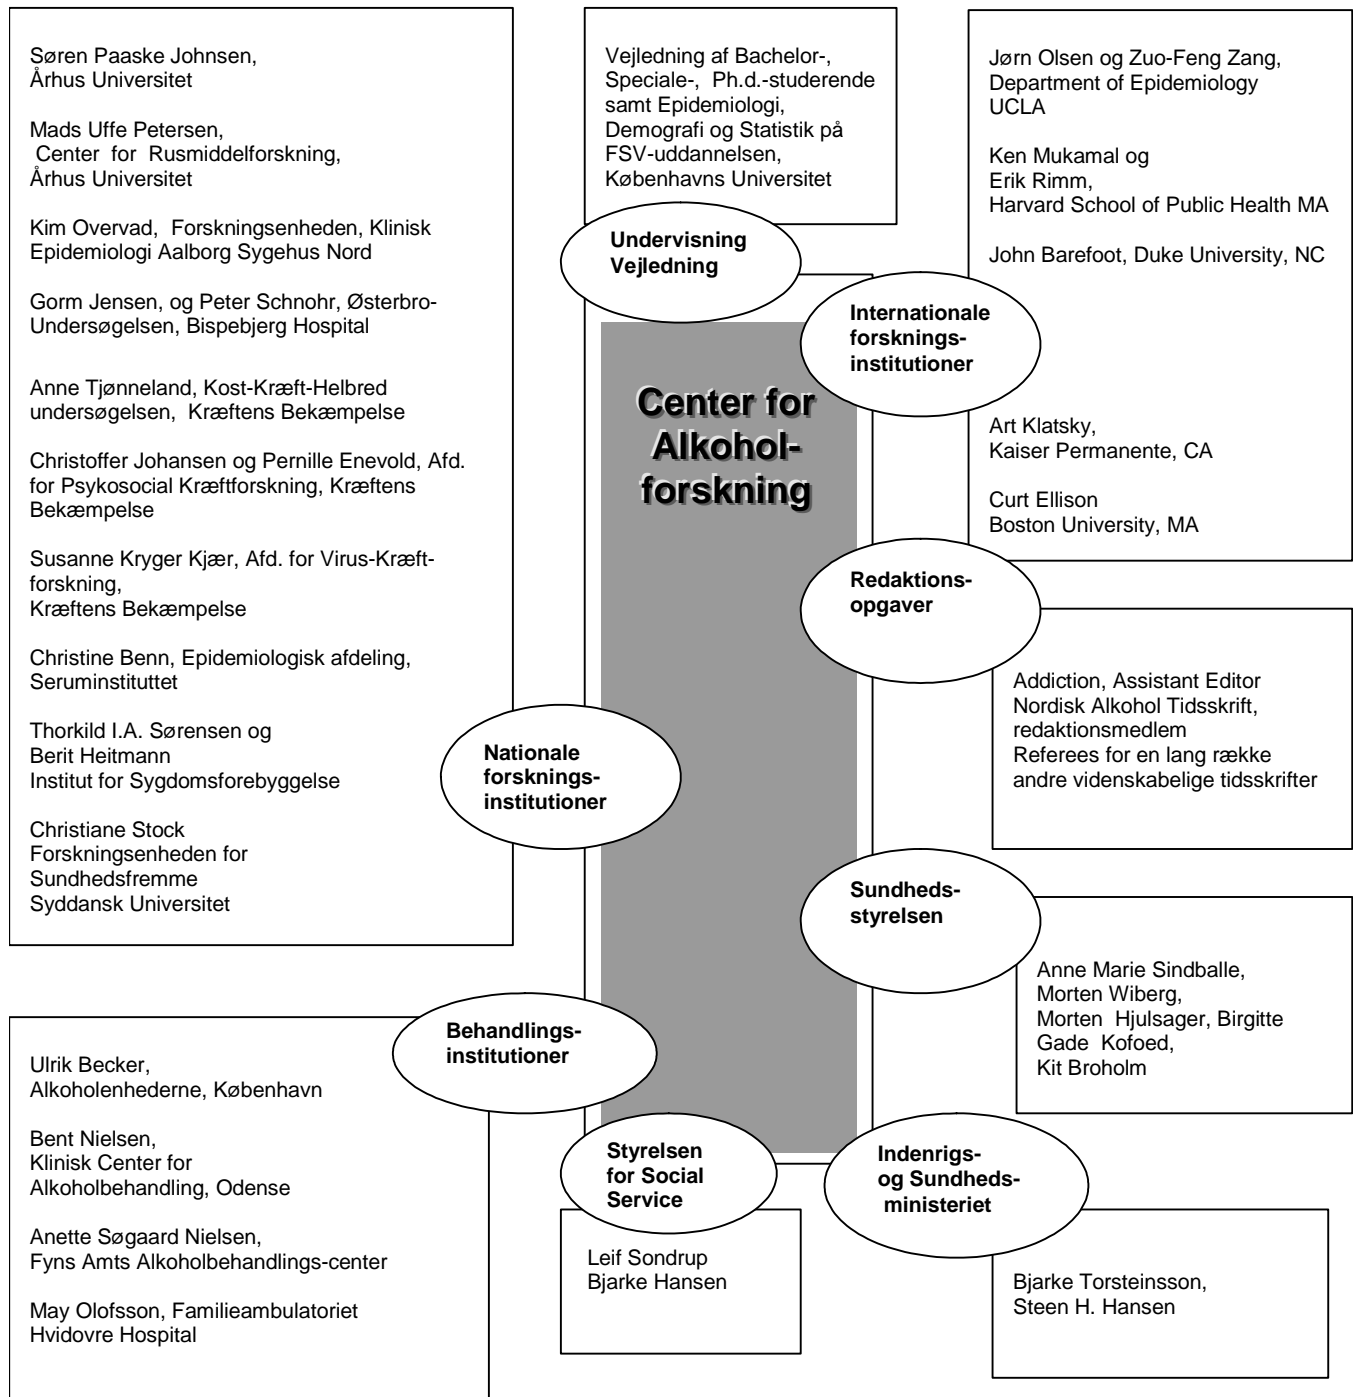 Søren Paaske Johnsen,
Århus Universitet
Mads Uffe Petersen,
Center for Rusmiddelforskning,
Århus Universitet
Kim Overvad, Forskningsenheden, Klinisk
Epidemiologi Aalborg Sygehus Nord
Gorm Jensen, og Peter Schnohr, Østerbro-
Undersøgelsen, Bispebjerg Hospital
Anne Tjønneland, Kost-Kræft-Helbred
undersøgelsen, Kræftens Bekæmpelse
Christoffer Johansen og Pernille Enevold, Afd.
for Psykosocial Kræftforskning, Kræftens
Bekæmpelse
Susanne Kryger Kjær, Afd. for Virus-Kræft-
forskning,
Kræftens Bekæmpelse
Christine Benn, Epidemiologisk afdeling,
Seruminstituttet
Thorkild I.A. Sørensen og
Berit Heitmann
Institut for Sygdomsforebyggelse
Christiane Stock
Forskningsenheden for
Sundhedsfremme
Syddansk Universitet
Nationale
forsknings-
institutioner
Vejledning af Bachelor-,
Speciale-, Ph.d.-studerende
samt Epidemiologi,
Demografi og Statistik på
FSV-uddannelsen,
Københavns Universitet
Undervisning
Vejledning
Center for
Alkohol-
forskning
Jørn Olsen og Zuo-Feng Zang,
Department of Epidemiology
UCLA
Ken Mukamal og
Erik Rimm,
Harvard School of Public Health MA
John Barefoot, Duke University, NC
Art Klatsky,
Kaiser Permanente, CA
Curt Ellison
Boston University, MA
Internationale
forsknings-
institutioner
Redaktions-
opgaver
Addiction, Assistant Editor
Nordisk Alkohol Tidsskrift,
redaktionsmedlem
Referees for en lang række
andre videnskabelige tidsskrifter
Sundheds-
styrelsen
Anne Marie Sindballe,
Morten Wiberg,
Morten Hjulsager, Birgitte
Gade Kofoed,
Kit Broholm
Behandlings-
institutioner
Ulrik Becker,
Alkoholenhederne, København
Bent Nielsen,
Klinisk Center for
Alkoholbehandling, Odense
Anette Søgaard Nielsen,
Fyns Amts Alkoholbehandlings-center
May Olofsson, Familieambulatoriet
Hvidovre Hospital
Styrelsen
for Social
Service
Leif Sondrup
Bjarke Hansen
Indenrigs-
og Sundheds-
ministeriet
Bjarke Torsteinsson,
Steen H. Hansen